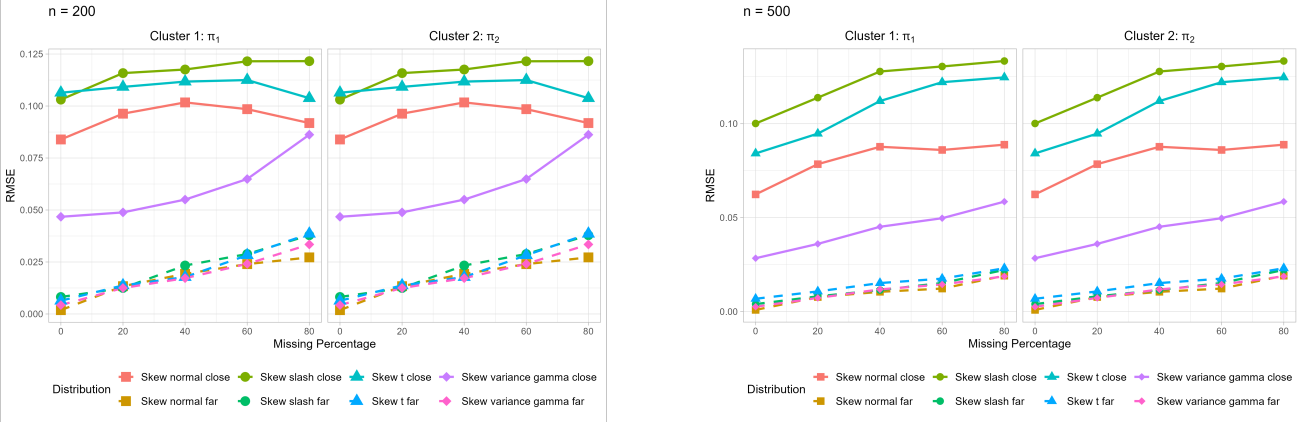 n = 200
Cluster 1: π1
Cluster 2: π2
0.125
0.100
0.075
0.050
0.025
0.000
RMSE
0 20 40 60 80
0 20 40 60 80
Missing Percentage
Distribution
Skew normal close Skew slash close Skew t close Skew variance gamma close
Skew normal far Skew slash far Skew t far Skew variance gamma far
n = 500
Cluster 1: π1
Cluster 2: π2
0.10
0.05
0.00
RMSE
0 20 40 60 80
0 20 40 60 80
Missing Percentage
Distribution
Skew normal close Skew slash close Skew t close Skew variance gamma close
Skew normal far Skew slash far Skew t far Skew variance gamma far